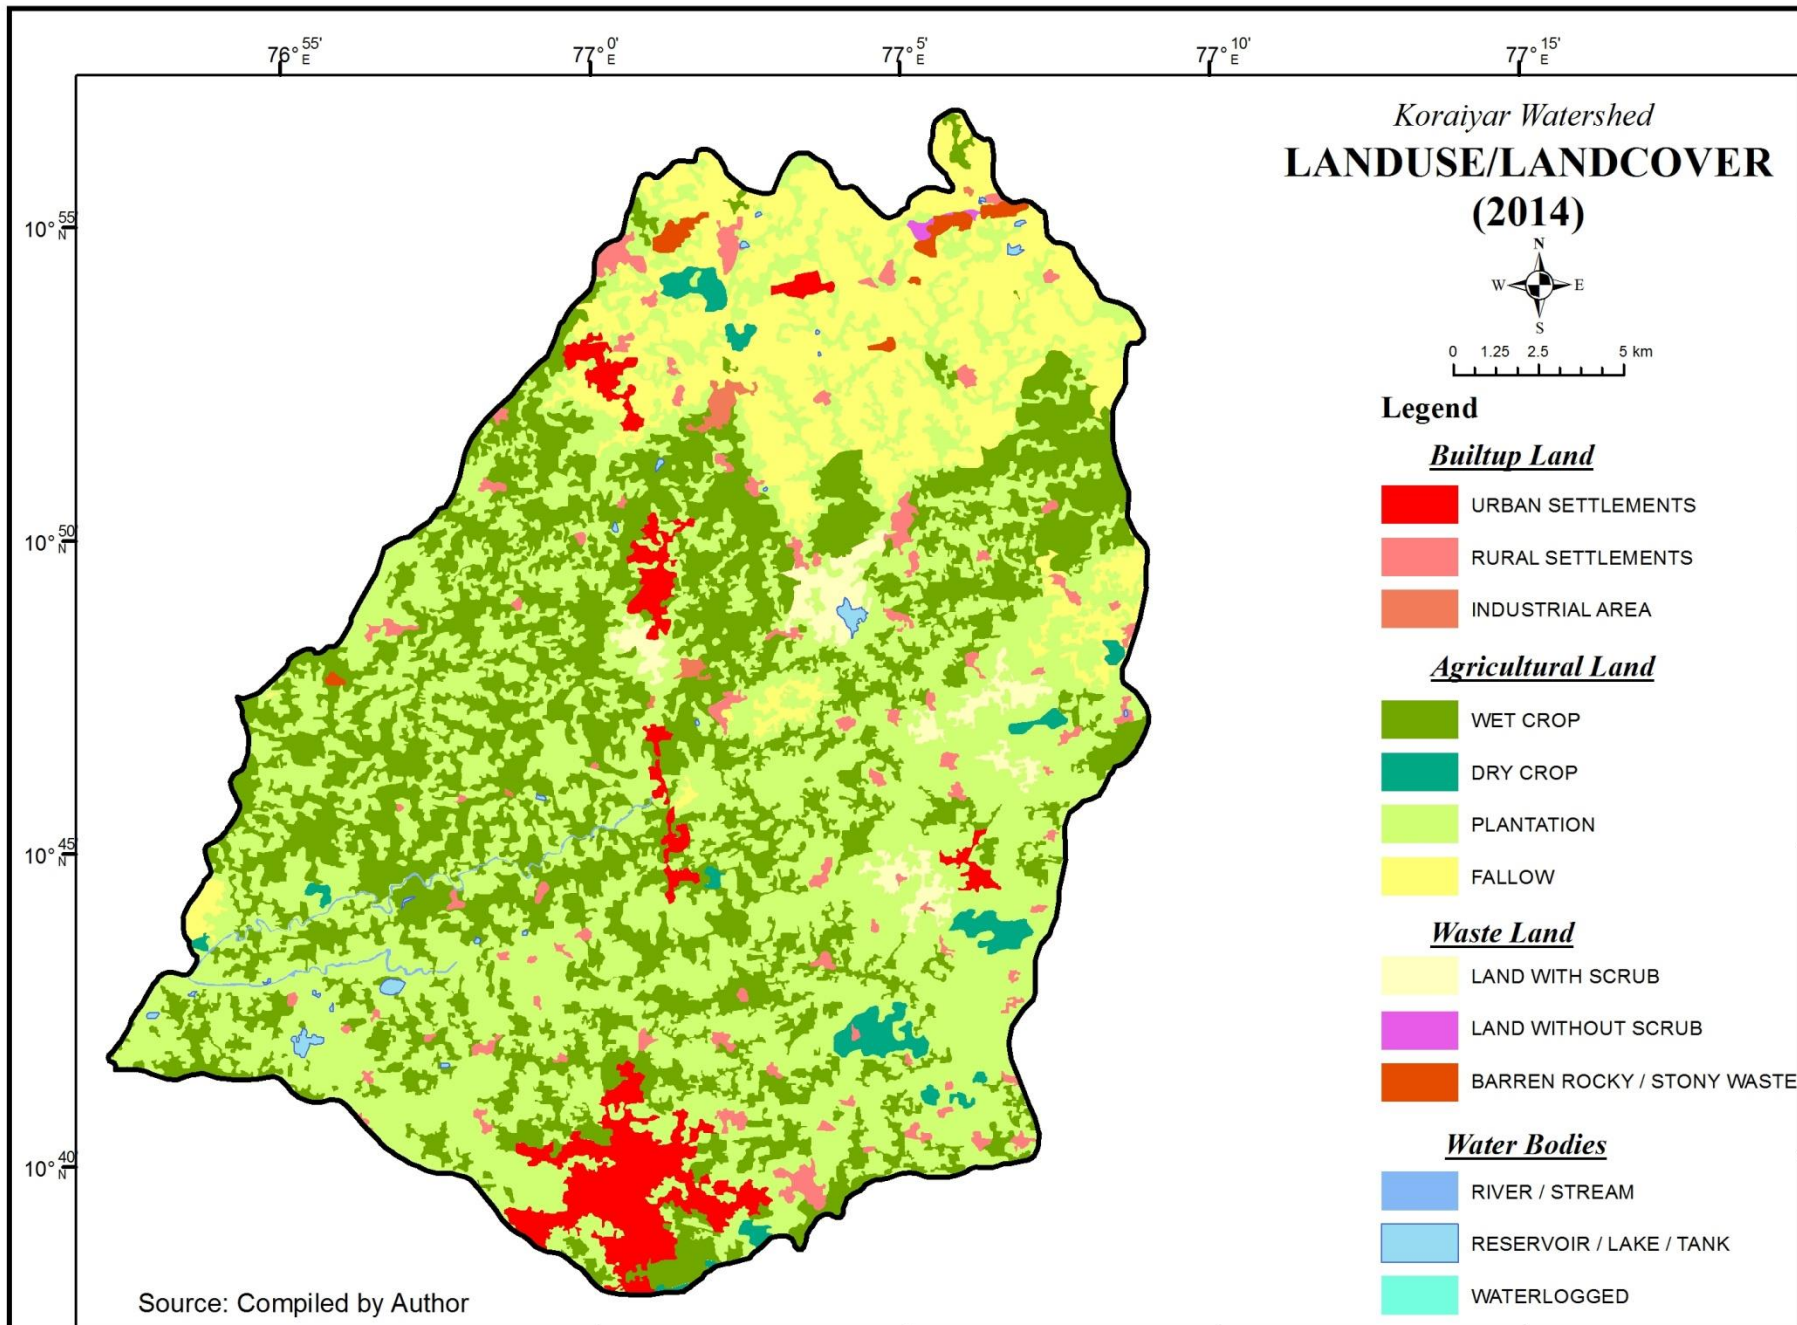 76° 55' E
77° 0' E
77° 5' E
77° 10' E
77° 15' E
Koraiyar Watershed
LANDUSE/LANDCOVER
(2014)
N
W E
S
0 1.25 2.5 5 km
10° 55' N
10° 50' N
10° 45' N
10° 40' N
Legend
Builtup Land
URBAN SETTLEMENTS
RURAL SETTLEMENTS
INDUSTRIAL AREA
Agricultural Land
WET CROP
DRY CROP
PLANTATION
FALLOW
Waste Land
LAND WITH SCRUB
LAND WITHOUT SCRUB
BARREN ROCKY / STONY WASTE
Water Bodies
RIVER / STREAM
RESERVOIR / LAKE / TANK
WATERLOGGED
Source: Compiled by Author